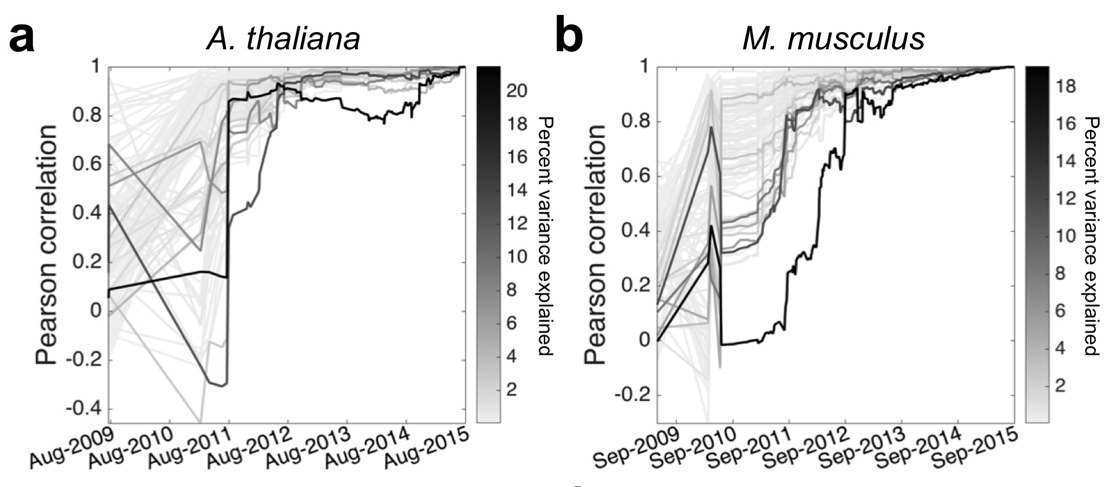 a
A. thaliana
Pearson correlation
1
0.8
0.6
0.4
0.2
0
-0.2
-0.4
Aug-2009
Aug-2010
Aug-2011
Aug-2012
Aug-2013
Aug-2014
Aug-2015
20
18
16
14
12
10
8
6
4
2
Percent variance explained
b
M. musculus
Pearson correlation
1
0.8
0.6
0.4
0.2
0
-0.2
Sep-2009
Sep-2010
Sep-2011
Sep-2012
Sep-2013
Sep-2014
Sep-2015
18
16
14
12
10
8
6
4
2
Percent variance explained